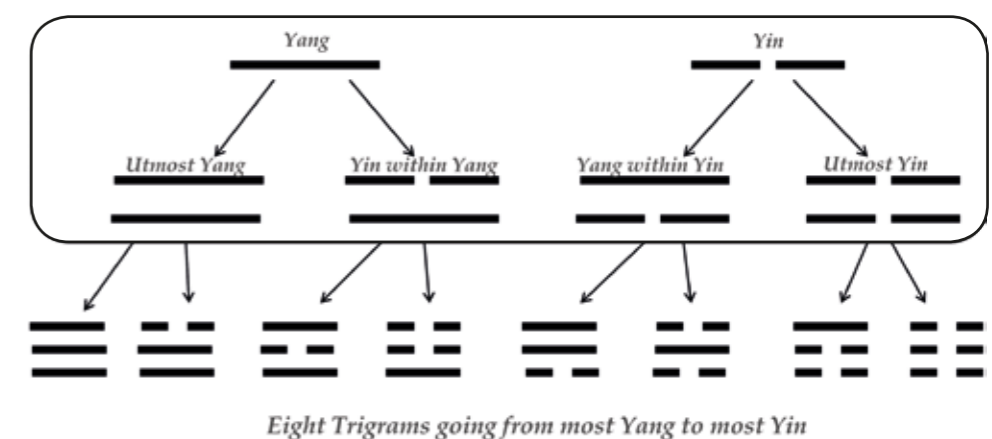 Yang
Yin
Utmost Yang
Yin within Yang
Yang within Yin
Utmost Yin
Eight Trigrams going from most Yang to most Yin